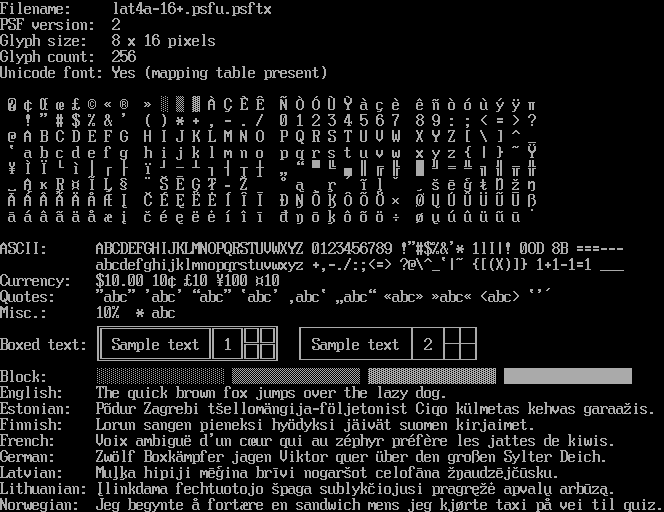 Filename: lat4a-16+.psfu.psftx
PSF version: 2
Glyph size: 8 x 16 pixels
Glyph count: 256
Unicode font: Yes (mapping table present)
¢ Œ œ £ © « ® » ░ ▒ ▓ À Ç È Ê Ñ Ò Ó Ù Ÿ à ç è ê ñ ò ó ù ý ÿ π
! " # $ % & ' ( ) * + , - . / 0 1 2 3 4 5 6 7 8 9 : ; < = > ?
@ A B C D E F G H I J K L M N O P Q R S T U V W X Y Z [ \ ] ^ _
` a b c d e f g h i j k l m n o p q r s t u v w x y z { | } ~
Ą ĸ Ŗ ¤ Ĩ Ļ § ¨ Š Ē Ģ Ŧ - Ž ¯ ° ą ˛ ŗ ´ ĩ ļ ˇ ¸ š ē ģ ŧ Ŋ ž ŋ
Ā Á Â Ã Ä Å Æ Į Č É Ę Ë Ė Í Î Ī Đ Ņ Ō Ķ Ô Õ Ö × Ø Ų Ú Û Ü Ũ Ū ß
ā á â ã ä å æ į č é ę ë ė í î ī đ ņ ō ķ ô õ ö ÷ ø ų ú û ü ũ ū ˙
ASCII: ABCDEFGHIJKLMNOPQRSTUVWXYZ 0123456789 !"#$%&'* 1lI|! 0OD 8B ===---
abcdefghijklmnopqrstuvwxyz +,-./:;<=> ?@\^_`|~ {[(X)]} 1+1-1=1 ___
Currency: $10.00 10¢ £10 ¥100 ¤10
Quotes: "abc" 'abc' “abc” ‘abc’ ‚abc‘ „abc“ «abc» »abc« <abc> `'´
Misc.: 10% * abc
Boxed text: Sample text 1 Sample text 2
Block:
English: The quick brown fox jumps over the lazy dog.
Estonian: Põdur Zagrebi tšellomängija-följetonist Ciqo külmetas kehvas garaažis.
Finnish: Lorun sangen pieneksi hyödyksi jäivät suomen kirjaimet.
French: Voix ambiguë d'un cœur qui au zéphyr préfère les jattes de kiwis.
German: Zwölf Boxkämpfer jagen Viktor quer über den großen Sylter Deich.
Latvian: Muļķa hipiji mēģina brīvi nogaršot celofāna žņaudzējčūsku.
Lithuanian: Įlinkdama fechtuotojo špaga sublykčiojusi pragręžė apvalų arbūzą.
Norwegian: Jeg begynte å fortære en sandwich mens jeg kjørte taxi på vei til quiz.